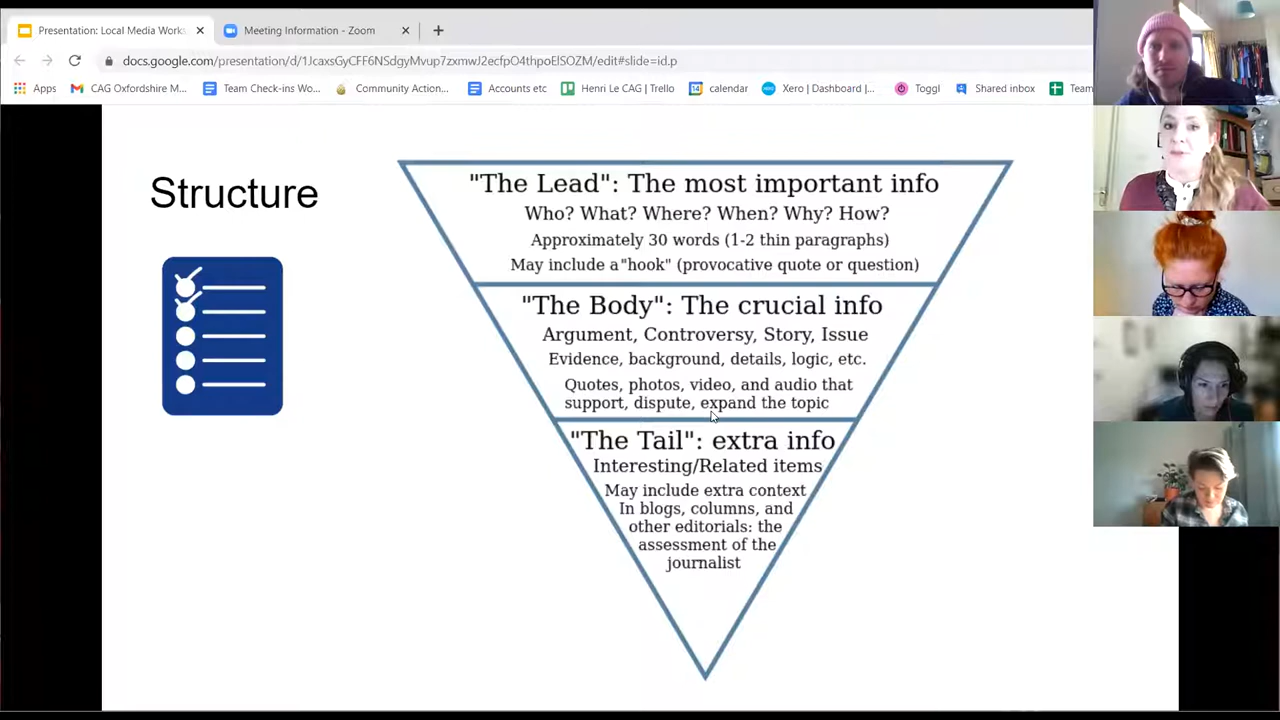 Presentation: Local Media Works
Meeting Information - Zoom
docs.google.com/presentation/d/1JcaxsGyCFF6NSdgyMvup7zxmwJ2ecfpO4thpoElSOZM/edit#slide=id.p
Apps
CAG Oxfordshire M...
Team Check-ins Wo...
Community Action...
Accounts etc
Henri Le CAG | Trello
calendar
Xero | Dashboard |...
Toggl
Shared inbox
Team
Structure
"The Lead": The most important info
Who? What? Where? When? Why? How?
Approximately 30 words (1-2 thin paragraphs)
May include a "hook" (provocative quote or question)
"The Body": The crucial info
Argument, Controversy, Story, Issue
Evidence, background, details, logic, etc.
Quotes, photos, video, and audio that
support, dispute, expand the topic
"The Tail": extra info
Interesting/Related items
May include extra context
In blogs, columns, and
other editorials: the
assessment of the
journalist